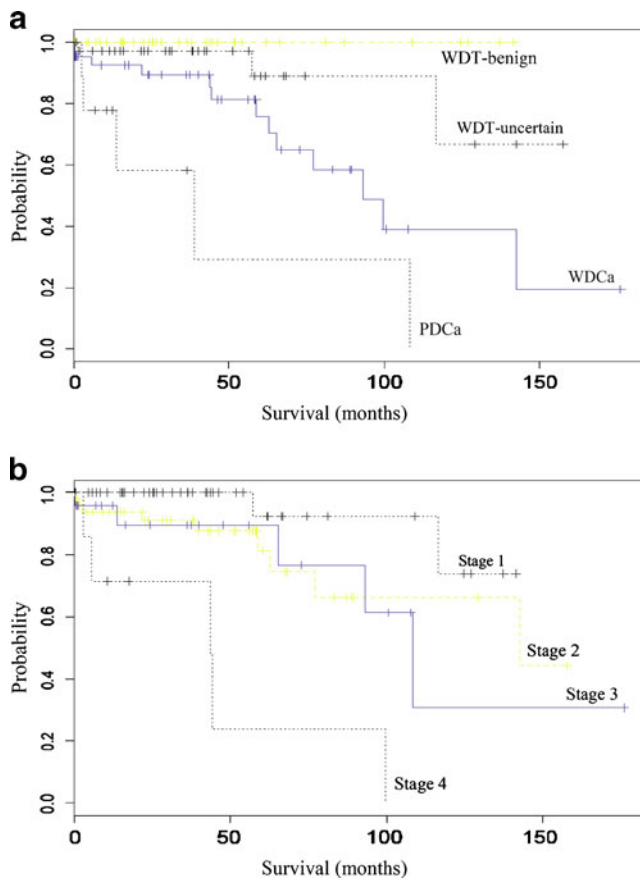 a
1.0
0.8
0.6
0.4
0.2
0.0
Probability
WDT-benign
WDT-uncertain
WDCa
PDCa
0
50
100
150
Survival (months)
b
1.0
0.8
0.6
0.4
0.2
0.0
Probability
Stage 1
Stage 2
Stage 3
Stage 4
0
50
100
150
Survival (months)